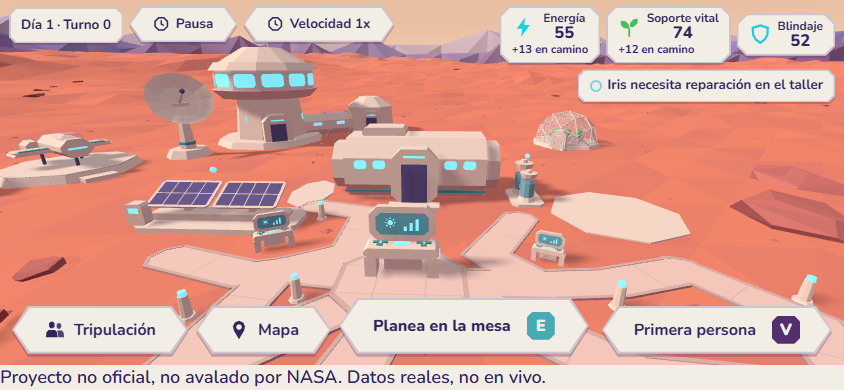 Día 1 · Turno 0
Pausa
Velocidad 1x
Energía
55
+13 en camino
Soporte vital
74
+12 en camino
Blindaje
52
Iris necesita reparación en el taller
Tripulación
Mapa
Planea en la mesa E
Primera persona V
Proyecto no oficial, no avalado por NASA. Datos reales, no en vivo.